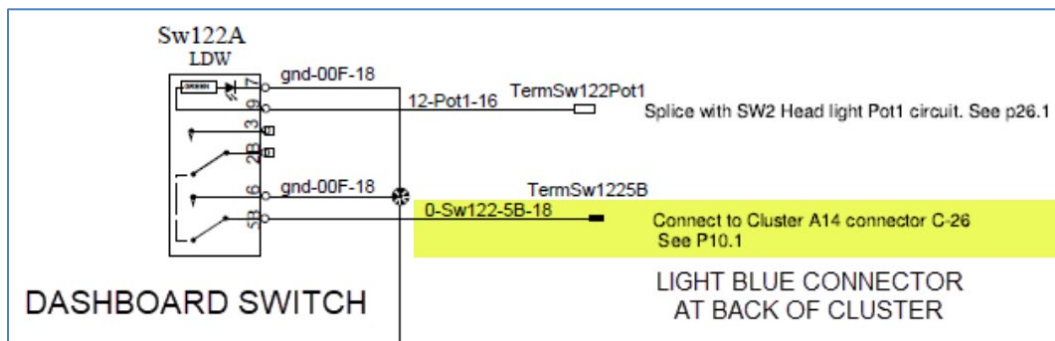 Sw122A
LDW
GREEN
7
gnd-00F-18
9
12-Pot1-16
TermSw122Pot1
Splice with SW2 Head light Pot1 circuit. See p26.1
3
2B
6
gnd-00F-18
TermSw1225B
5B
0-Sw122-5B-18
Connect to Cluster A14 connector C-26
See P10.1
DASHBOARD SWITCH
LIGHT BLUE CONNECTOR
AT BACK OF CLUSTER